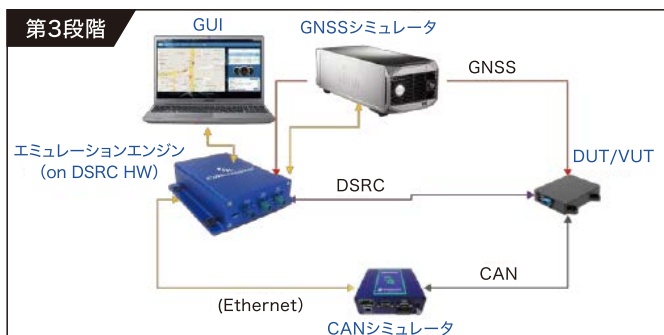 第3段階
GUI
GNSSシミュレータ
GNSS
エミュレーションエンジン
(on DSRC HW)
DUT/VUT
DSRC
CAN
(Ethernet)
CANシミュレータ